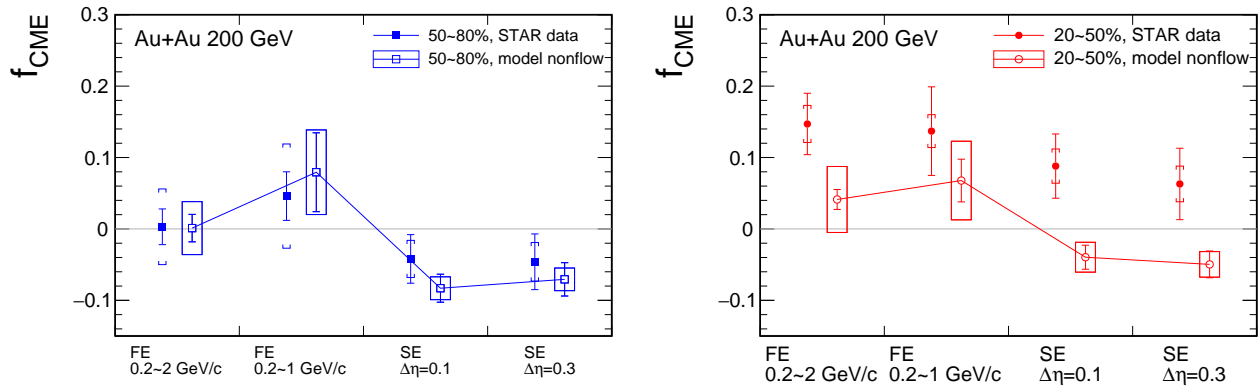 f_CME
0.3
0.2
0.1
0
−0.1
Au+Au 200 GeV
50~80%, STAR data
50~80%, model nonflow
FE
0.2~2 GeV/c
FE
0.2~1 GeV/c
SE
Δη=0.1
SE
Δη=0.3
f_CME
0.3
0.2
0.1
0
−0.1
Au+Au 200 GeV
20~50%, STAR data
20~50%, model nonflow
FE
0.2~2 GeV/c
FE
0.2~1 GeV/c
SE
Δη=0.1
SE
Δη=0.3